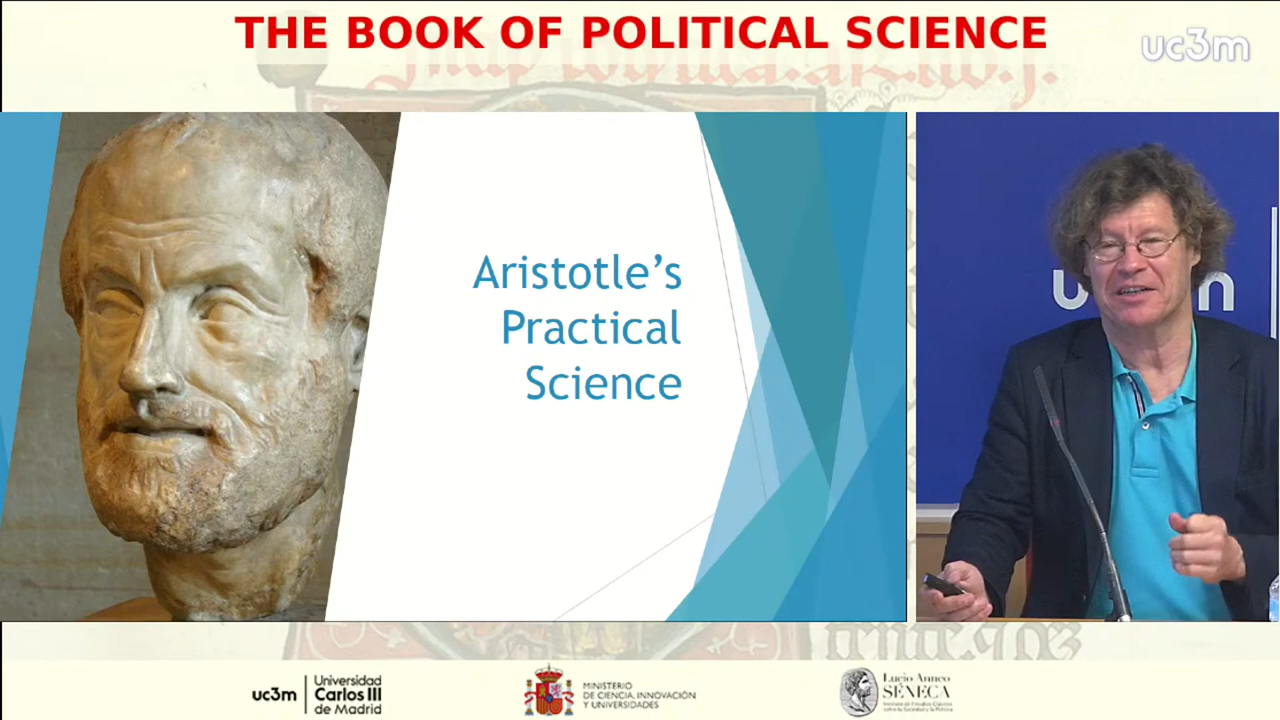 THE BOOK OF POLITICAL SCIENCE
uc3m
Aristotle's
Practical
Science
uc3m
Universidad
Carlos III
de Madrid
MINISTERIO
DE CIENCIA, INNOVACIÓN
Y UNIVERSIDADES
Lucio Anneo
SÉNECA